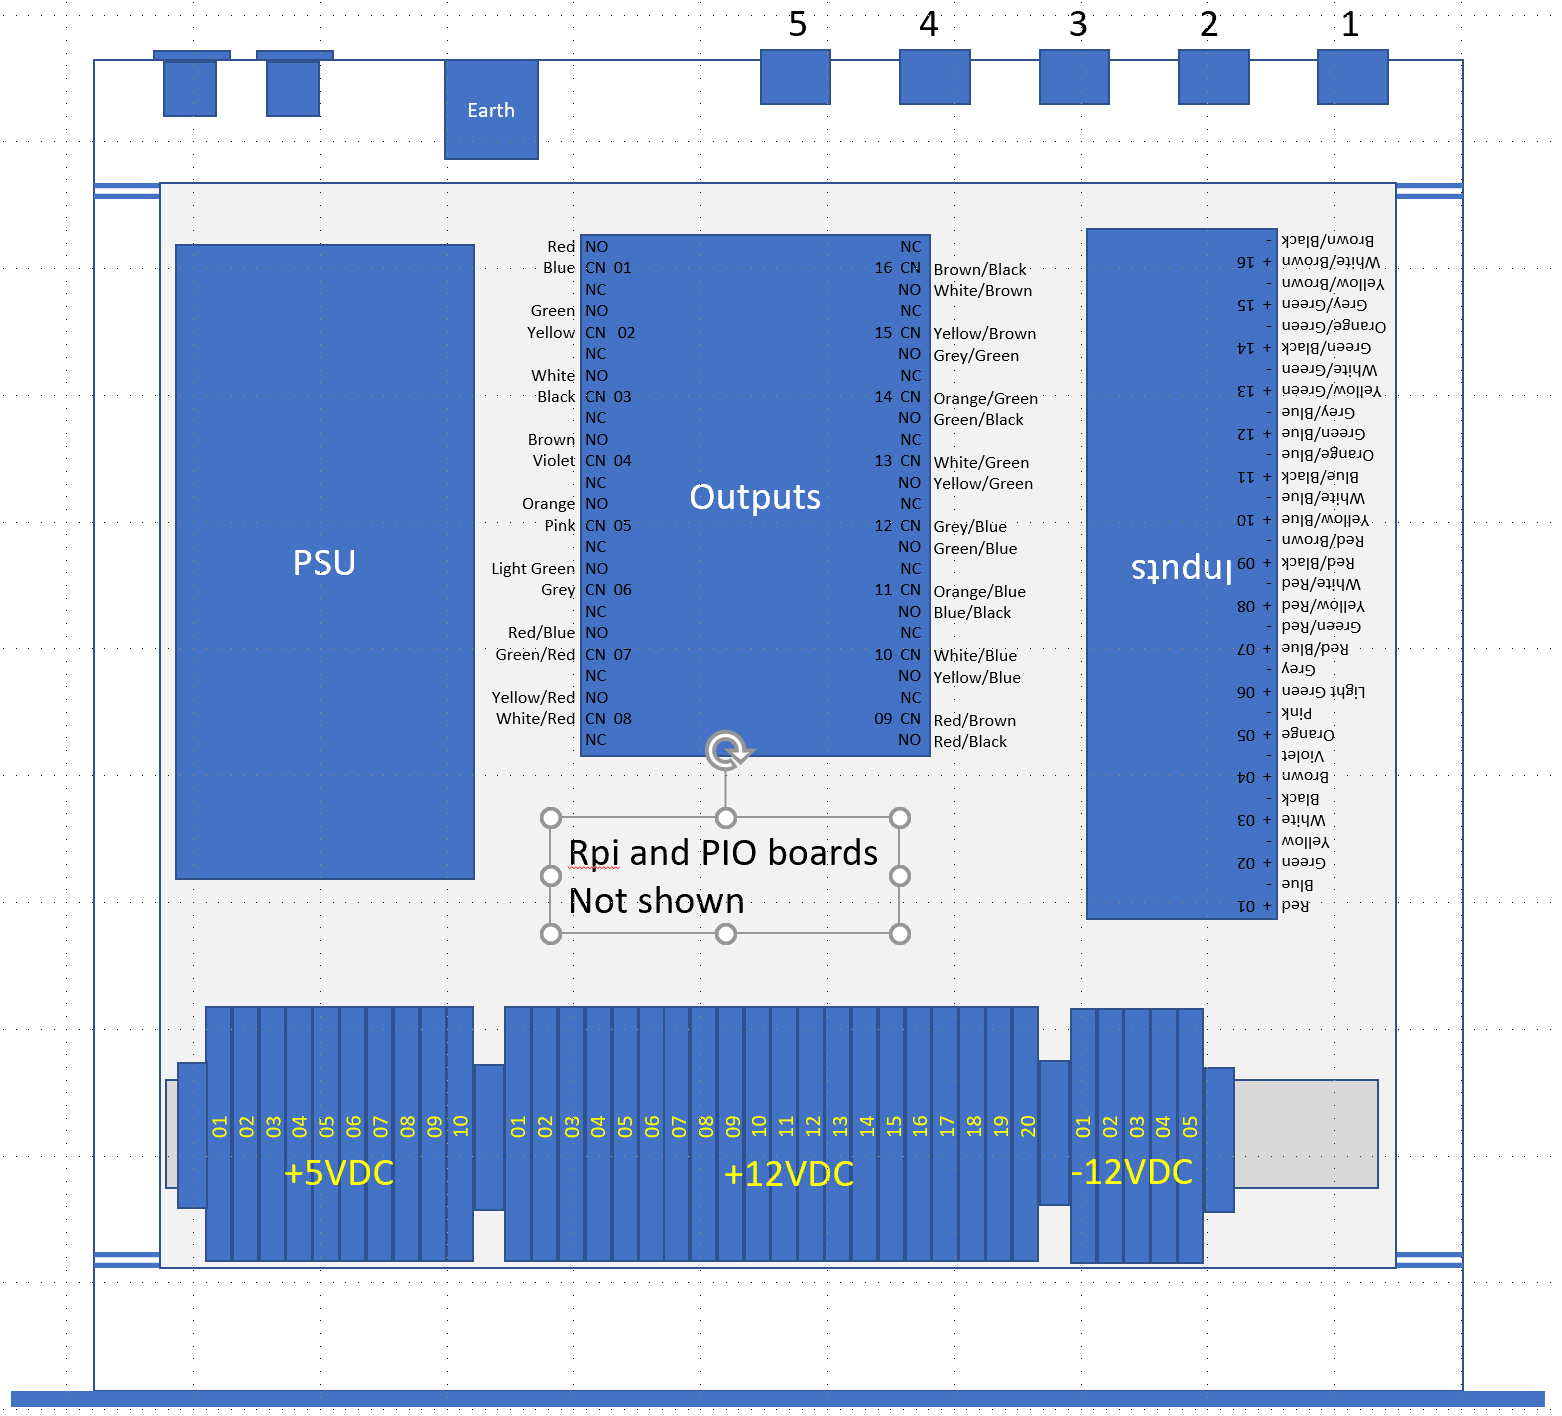 5 4 3 2 1
Earth
PSU
Red NO
Blue CN 01
NC
Green NO
Yellow CN 02
NC
White NO
Black CN 03
NC
Brown NO
Violet CN 04
NC
Orange NO
Pink CN 05
NC
Light Green NO
Grey CN 06
NC
Red/Blue NO
Green/Red CN 07
NC
Yellow/Red NO
White/Red CN 08
NC
Outputs
NC
16 CN Brown/Black
NO White/Brown
NC
15 CN Yellow/Brown
NO Grey/Green
NC
14 CN Orange/Green
NO Green/Black
NC
13 CN White/Green
NO Yellow/Green
NC
12 CN Grey/Blue
NO Green/Blue
NC
11 CN Orange/Blue
NO Blue/Black
NC
10 CN White/Blue
NO Yellow/Blue
NC
09 CN Red/Brown
NO Red/Black
Inputs
Red + 01
Blue -
Green + 02
Yellow -
White + 03
Black -
Brown + 04
Violet -
Orange + 05
Pink -
Light Green + 06
Grey -
Red/Blue + 07
Green/Red -
Yellow/Red + 08
White/Red -
Red/Black + 09
Red/Brown -
Yellow/Blue + 10
White/Blue -
Blue/Black + 11
Orange/Blue -
Green/Blue + 12
Grey/Blue -
Yellow/Green + 13
White/Green -
Green/Black + 14
Orange/Green -
Grey/Green + 15
Yellow/Brown -
White/Brown + 16
Brown/Black -
Rpi and PIO boards
Not shown
01 02 03 04 05 06 07 08 09 10
+5VDC
01 02 03 04 05 06 07 08 09 10 11 12 13 14 15 16 17 18 19 20
+12VDC
01 02 03 04 05
-12VDC